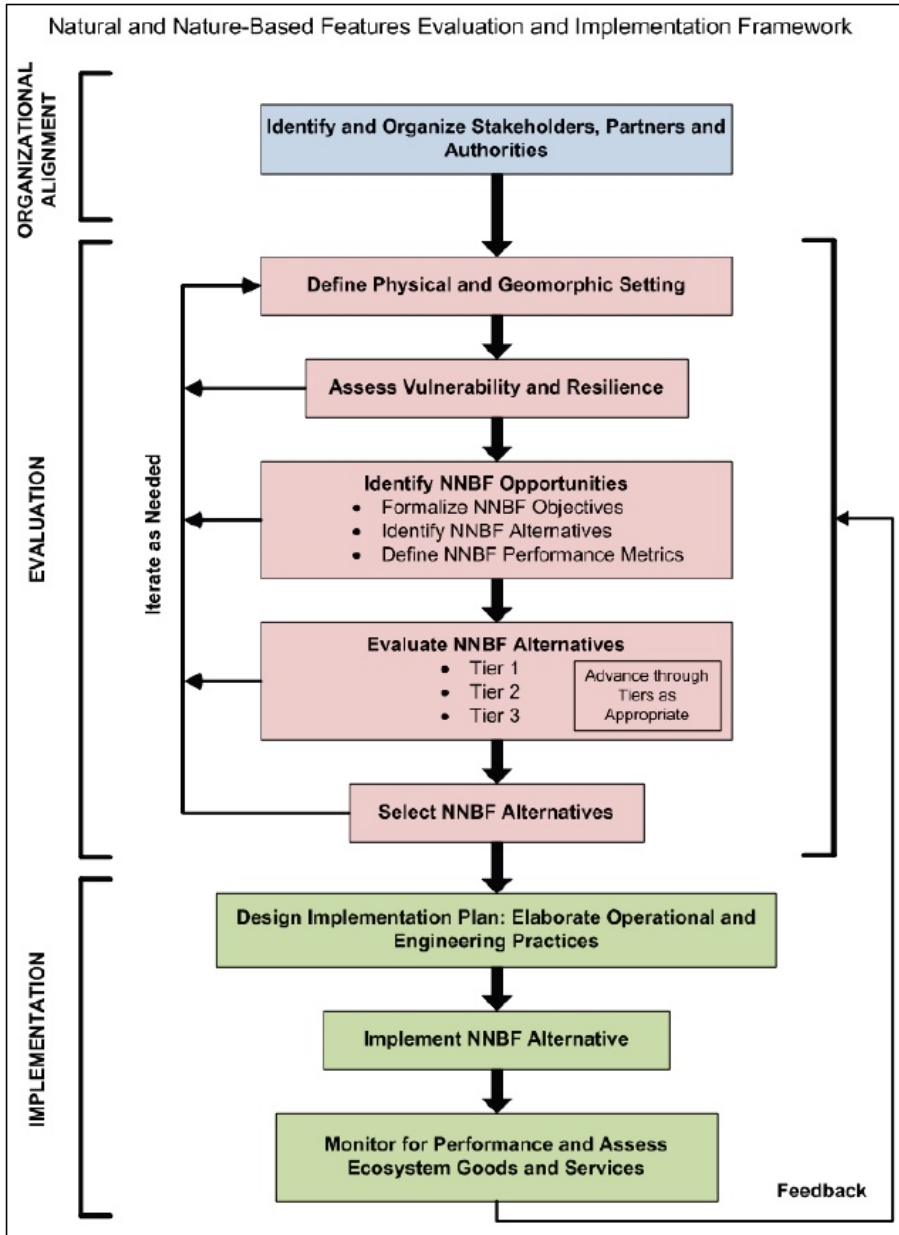 Natural and Nature-Based Features Evaluation and Implementation Framework
ORGANIZATIONAL
ALIGNMENT
Identify and Organize Stakeholders, Partners and
Authorities
EVALUATION
Iterate as Needed
Define Physical and Geomorphic Setting
Assess Vulnerability and Resilience
Identify NNBF Opportunities
• Formalize NNBF Objectives
• Identify NNBF Alternatives
• Define NNBF Performance Metrics
Evaluate NNBF Alternatives
• Tier 1
• Tier 2
• Tier 3
Advance through
Tiers as
Appropriate
Select NNBF Alternatives
IMPLEMENTATION
Design Implementation Plan: Elaborate Operational and
Engineering Practices
Implement NNBF Alternative
Monitor for Performance and Assess
Ecosystem Goods and Services
Feedback